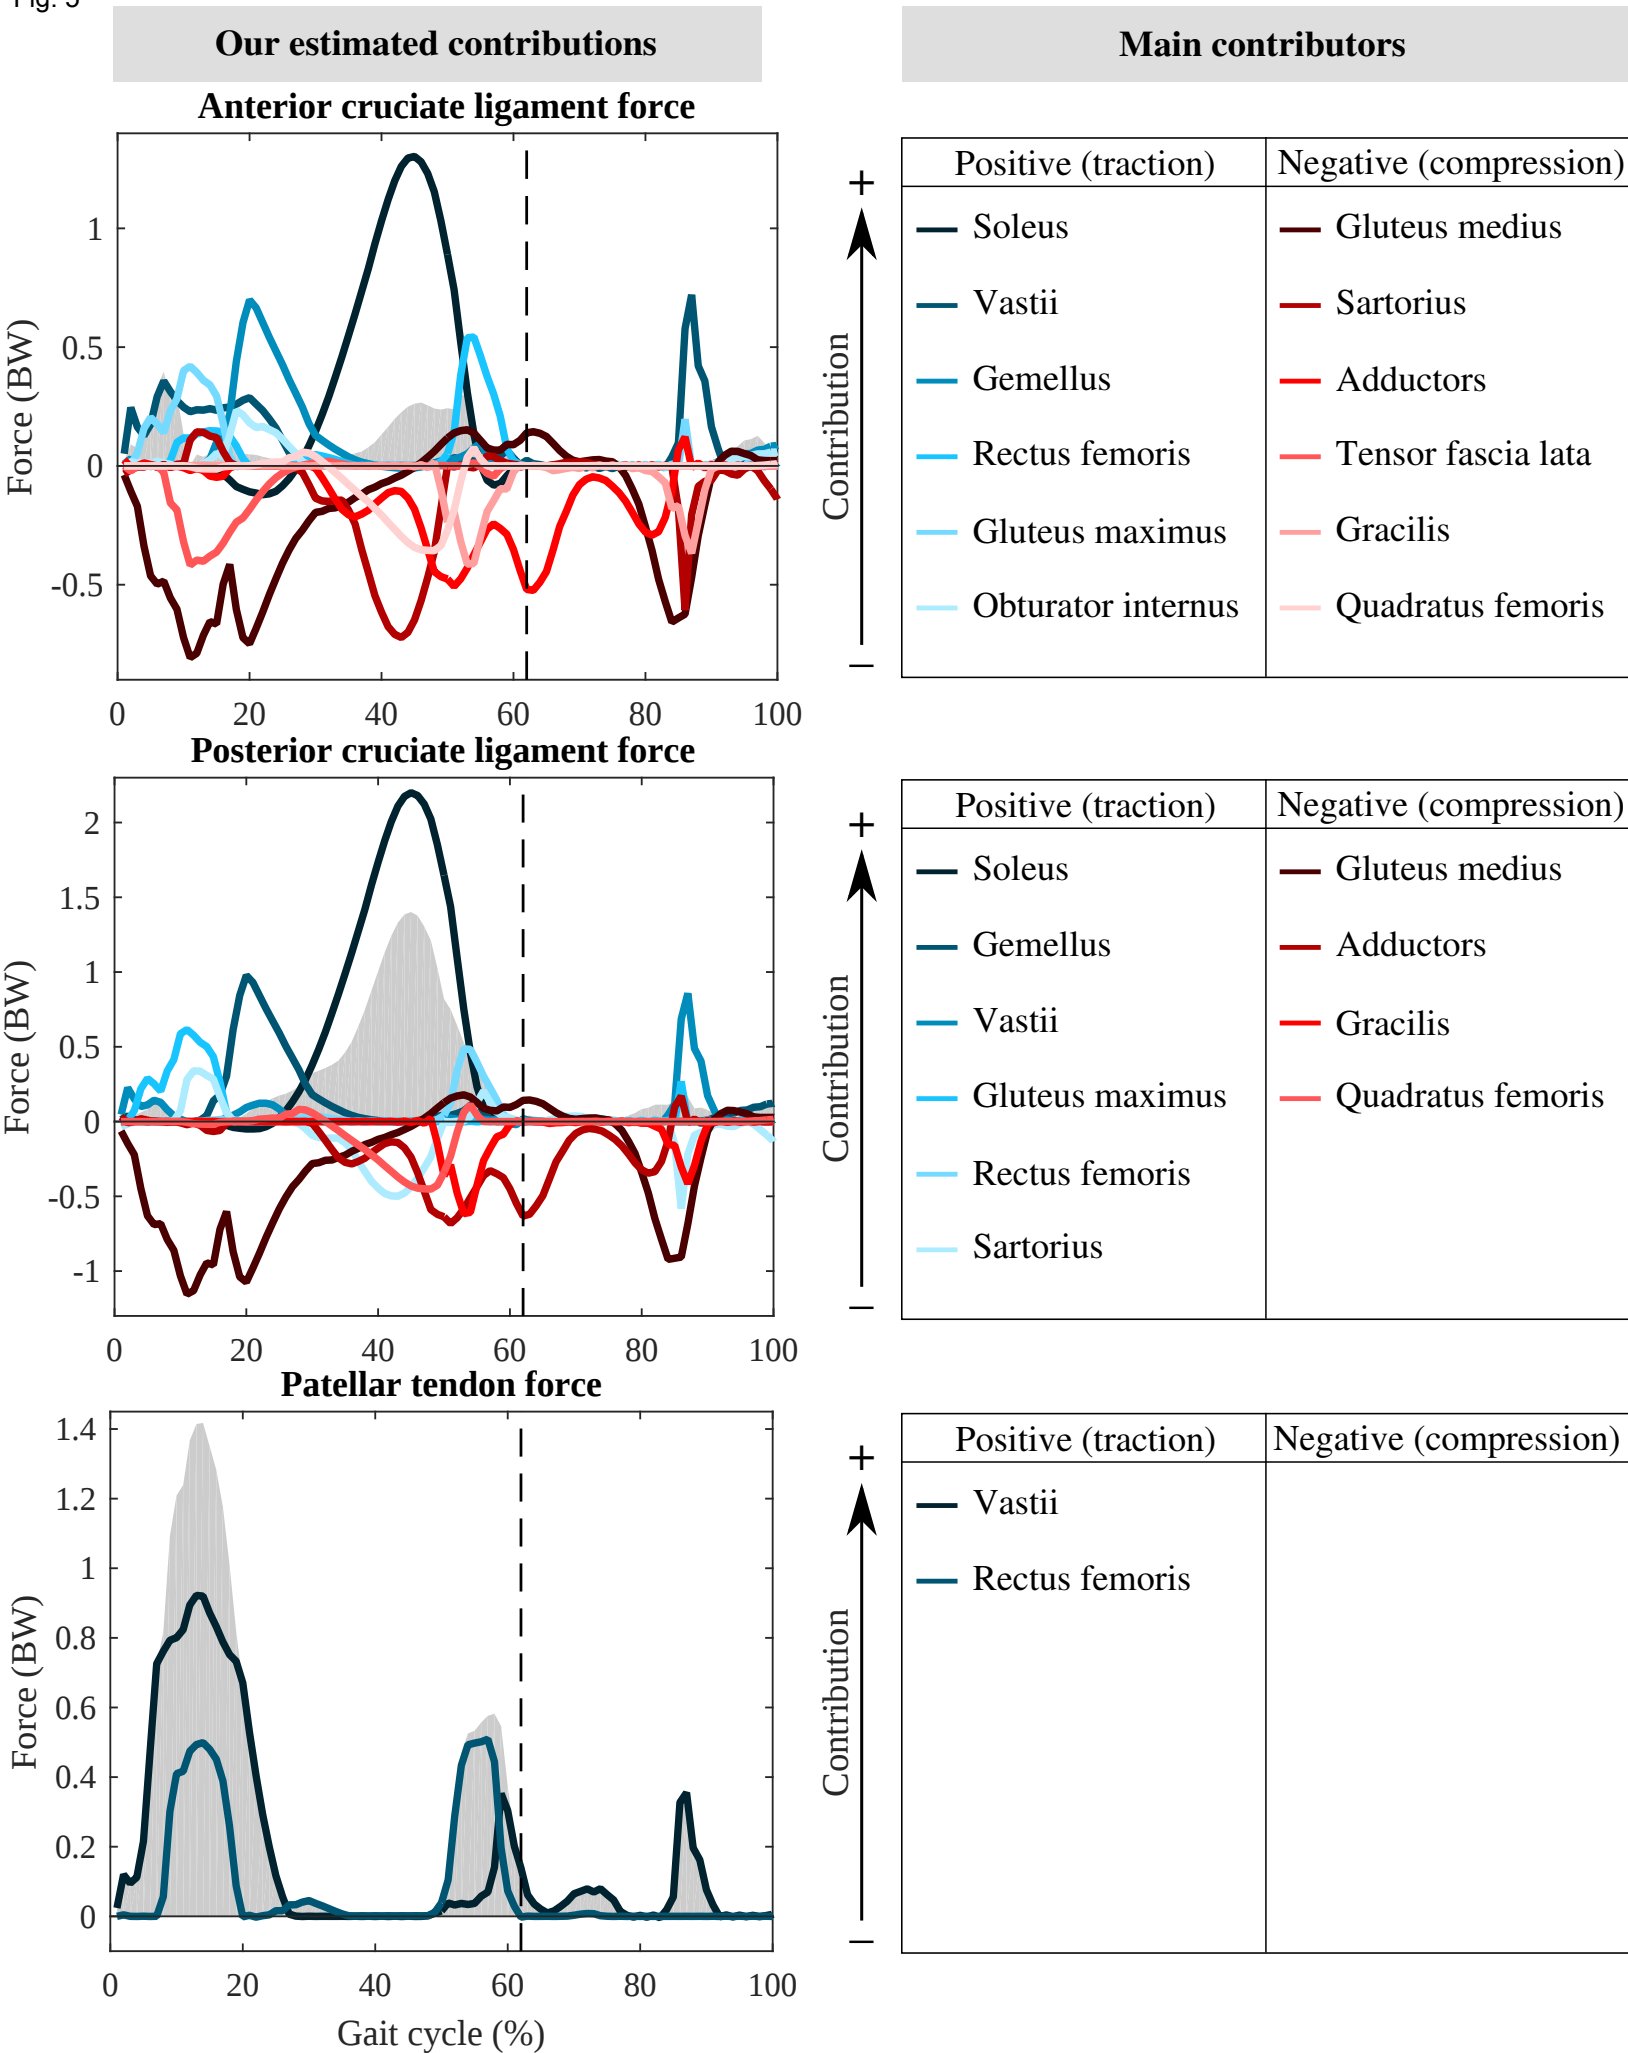 Fig. 5
Our estimated contributions
Main contributors
Anterior cruciate ligament force
Force (BW)
1
0.5
0
-0.5
0 20 40 60 80 100
+
Contribution
–
Positive (traction) Negative (compression)
Soleus Gluteus medius
Vastii Sartorius
Gemellus Adductors
Rectus femoris Tensor fascia lata
Gluteus maximus Gracilis
Obturator internus Quadratus femoris
Posterior cruciate ligament force
Force (BW)
2
1.5
1
0.5
0
-0.5
-1
0 20 40 60 80 100
+
Contribution
–
Positive (traction) Negative (compression)
Soleus Gluteus medius
Gemellus Adductors
Vastii Gracilis
Gluteus maximus Quadratus femoris
Rectus femoris
Sartorius
Patellar tendon force
Force (BW)
1.4
1.2
1
0.8
0.6
0.4
0.2
0
0 20 40 60 80 100
Gait cycle (%)
+
Contribution
–
Positive (traction) Negative (compression)
Vastii
Rectus femoris